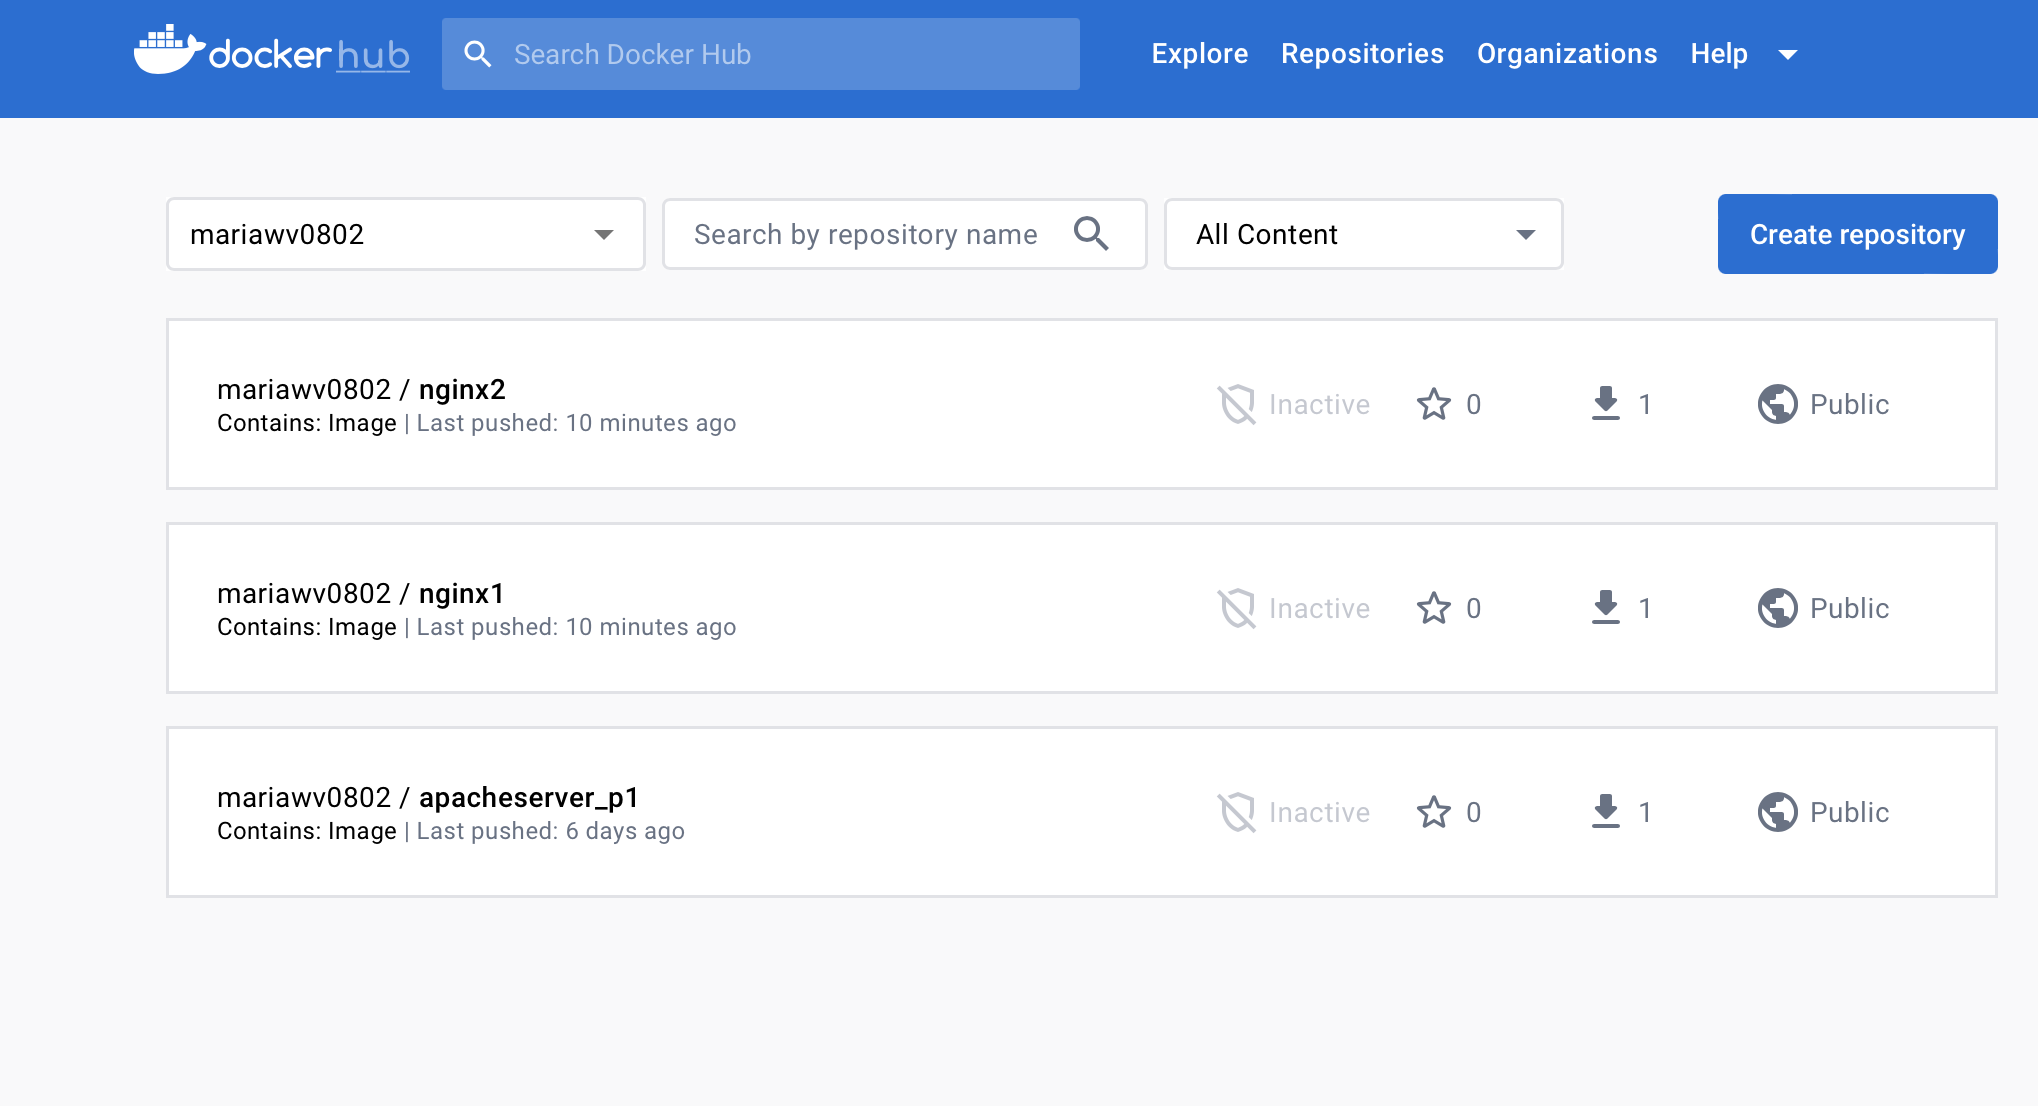 docker hub
Search Docker Hub
Explore Repositories Organizations Help
mariawv0802
Search by repository name
All Content
Create repository
mariawv0802 / nginx2
Contains: Image | Last pushed: 10 minutes ago
Inactive 0 1 Public
mariawv0802 / nginx1
Contains: Image | Last pushed: 10 minutes ago
Inactive 0 1 Public
mariawv0802 / apacheserver_p1
Contains: Image | Last pushed: 6 days ago
Inactive 0 1 Public